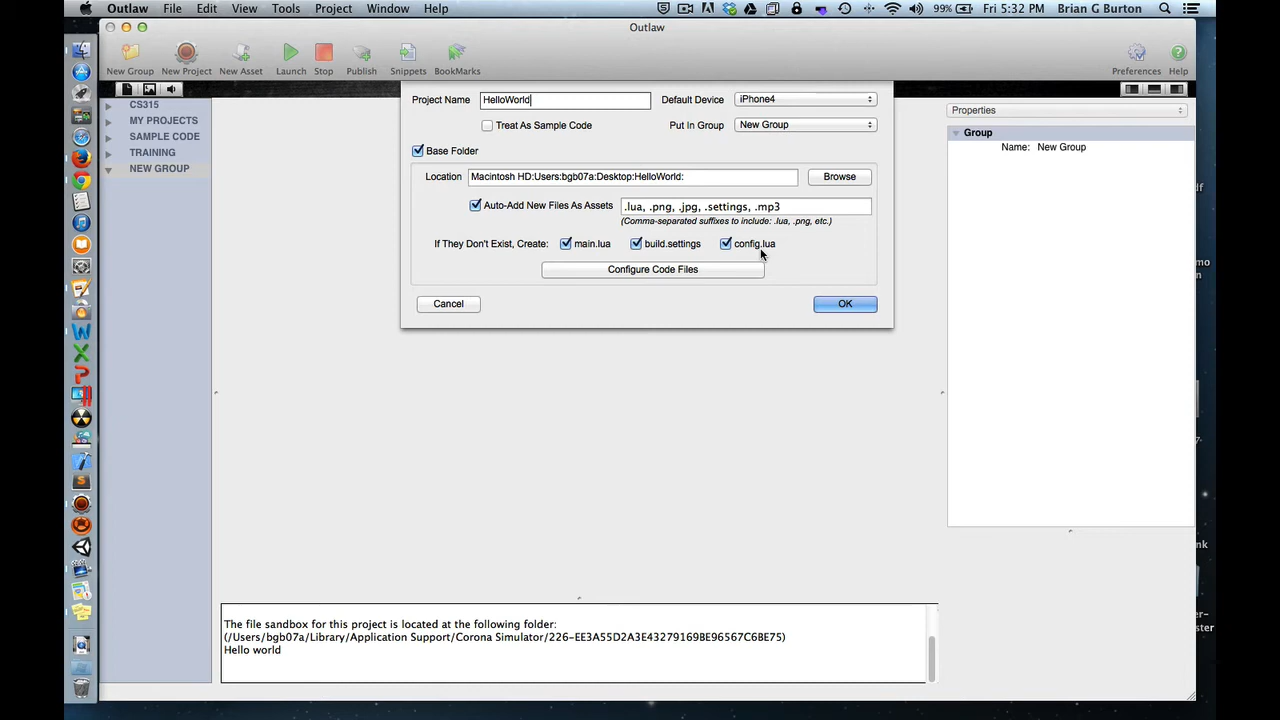 File Edit View Tools Project Window Help
99% Fri 5:32 PM Brian G Burton
Outlaw
New Group New Project New Asset Launch Stop Publish Snippets BookMarks Preferences Help
Project Name HelloWorld Default Device iPhone4
Treat As Sample Code Put In Group New Group
Base Folder
Location Macintosh HD:Users:bgb07a:Desktop:HelloWorld: Browse
Auto-Add New Files As Assets .lua, .png, .jpg, .settings, .mp3
(Comma-separated suffixes to include: .lua, .png, etc.)
If They Don't Exist, Create: main.lua build.settings config.lua
Configure Code Files
Cancel OK
CS315
MY PROJECTS
SAMPLE CODE
TRAINING
NEW GROUP
Properties
Group
Name: New Group
The file sandbox for this project is located at the following folder:
(/Users/bgb07a/Library/Application Support/Corona Simulator/226-EE3A55D2A3E43279169BE96567C6BE75)
Hello world